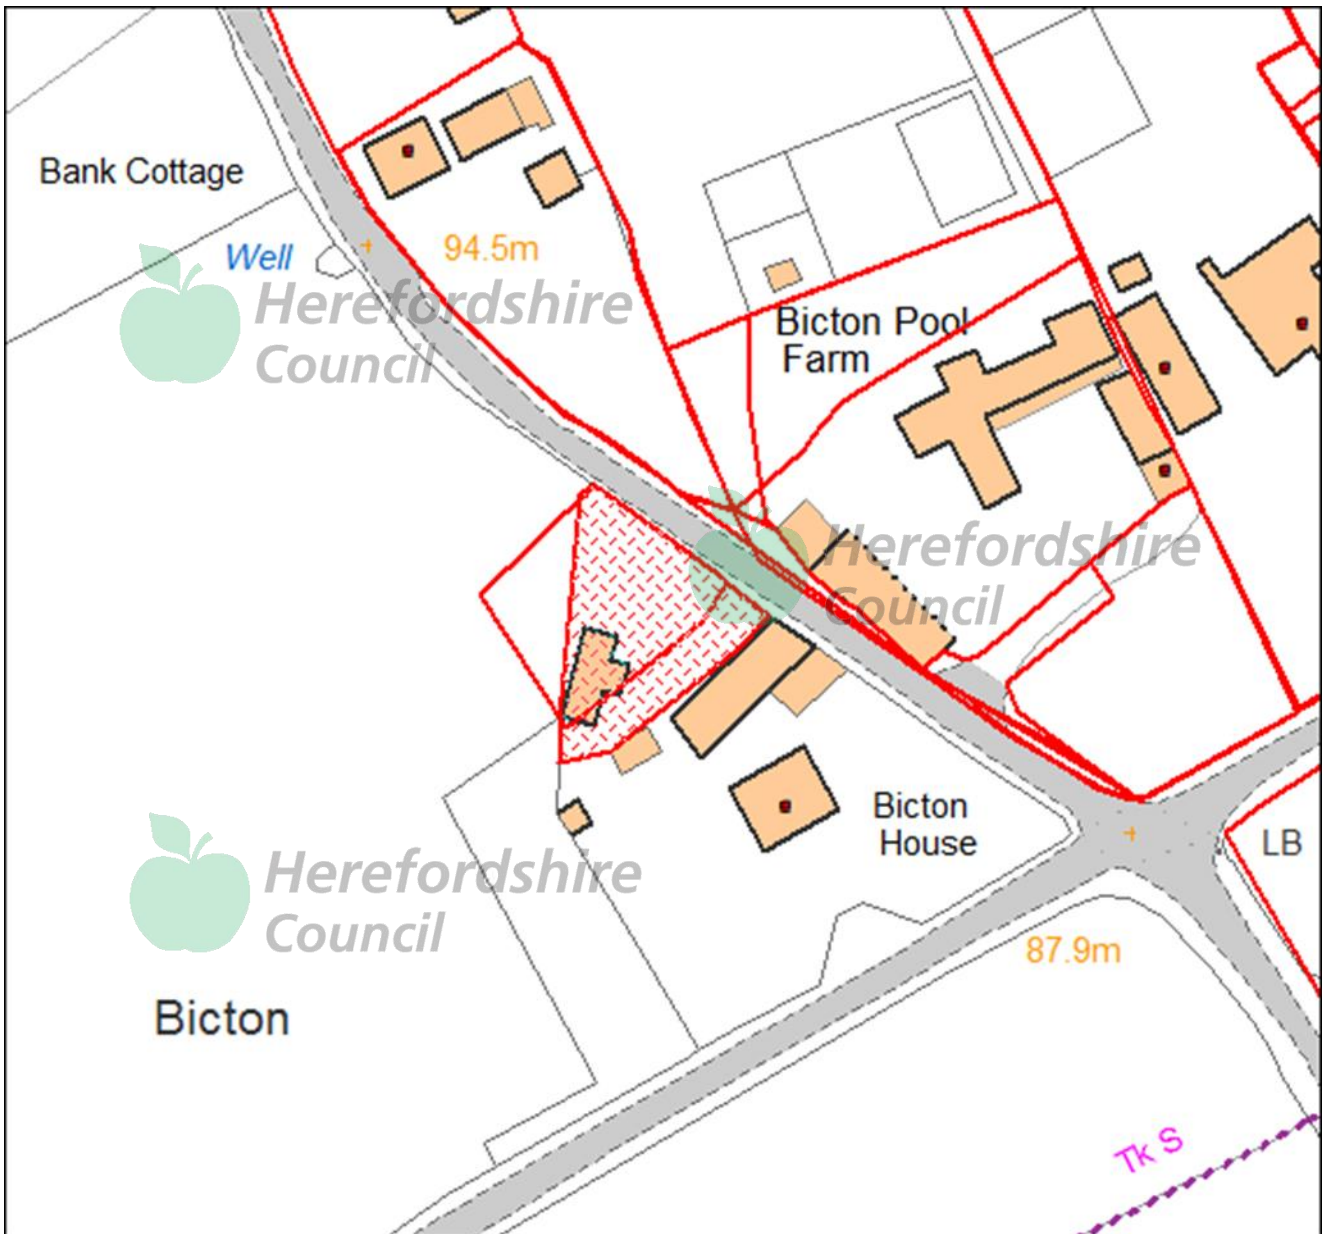 Bank Cottage
Well
94.5m
Herefordshire
Council
Bicton Pool
Farm
Herefordshire
Council
Bicton
House
LB
Herefordshire
Council
87.9m
Bicton
Tk S